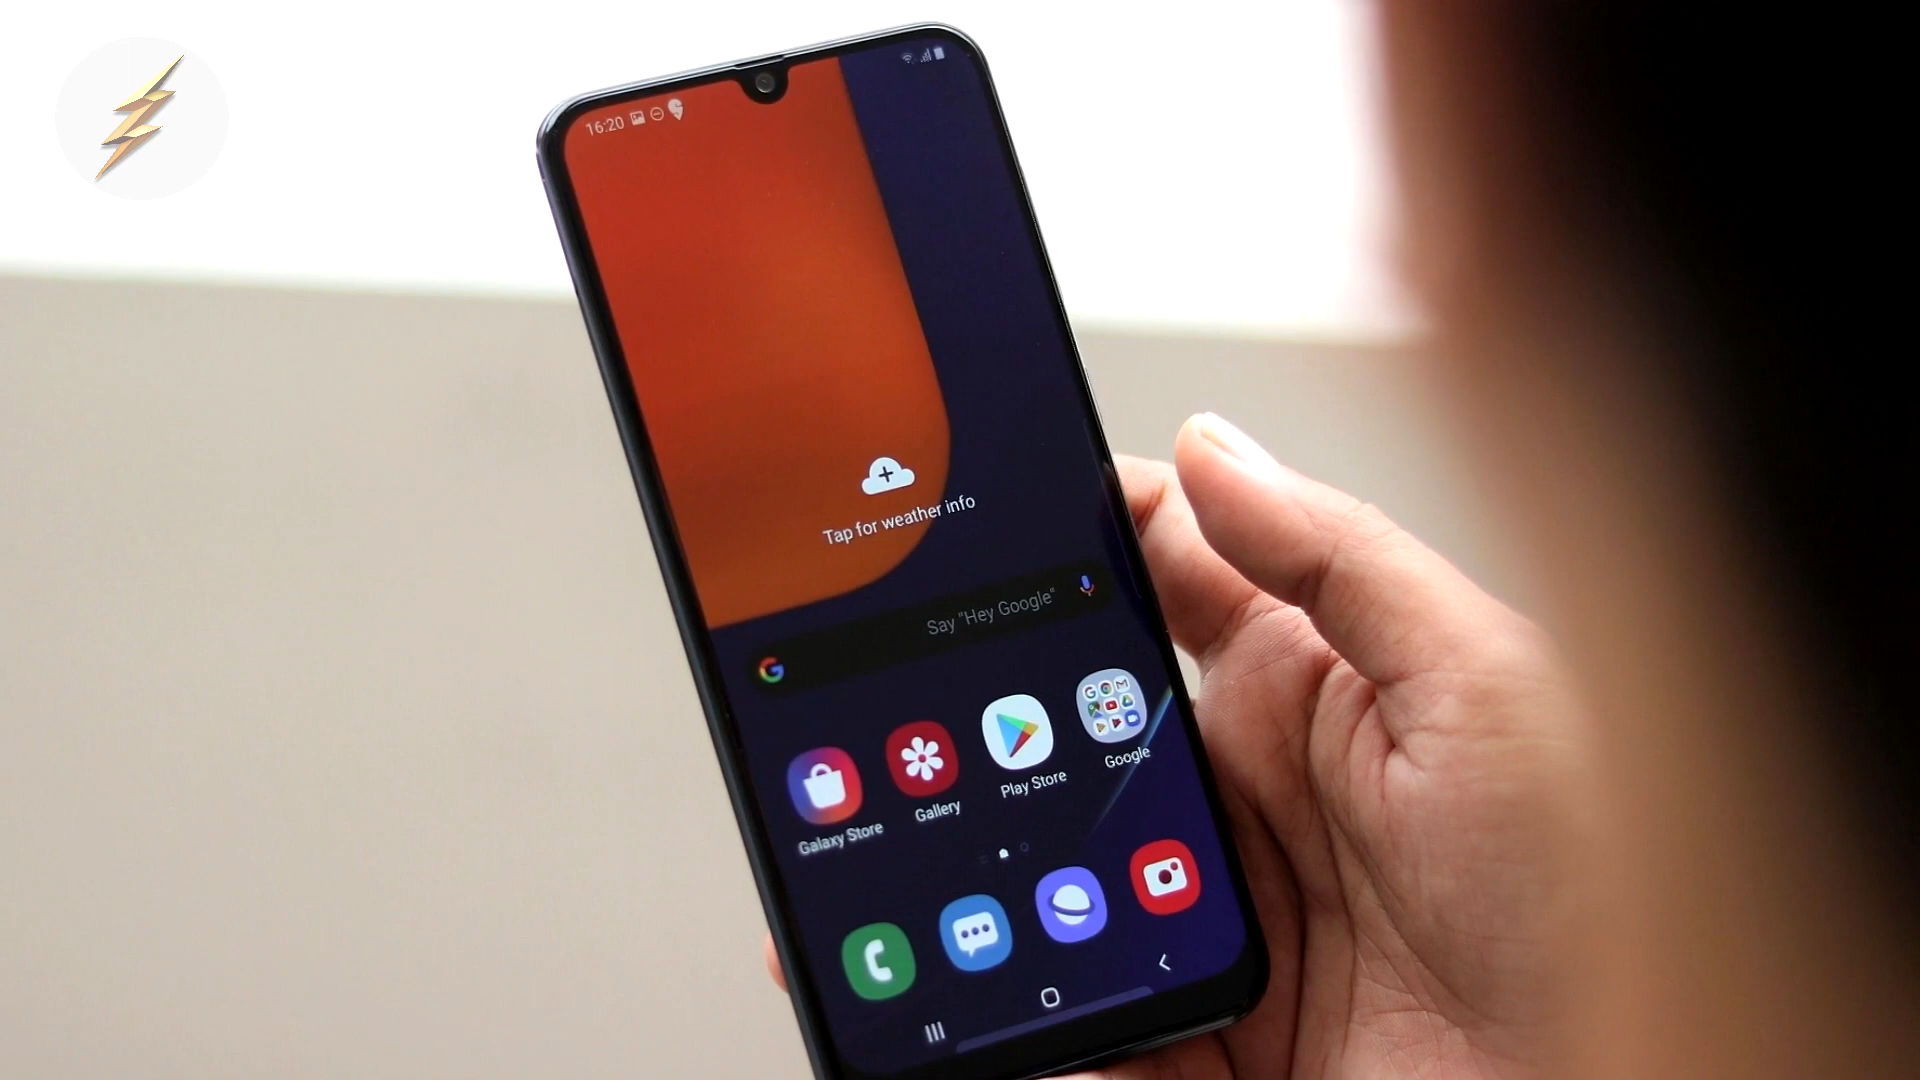 16:20
Tap for weather info
Say "Hey Google"
Galaxy Store
Gallery
Play Store
Google